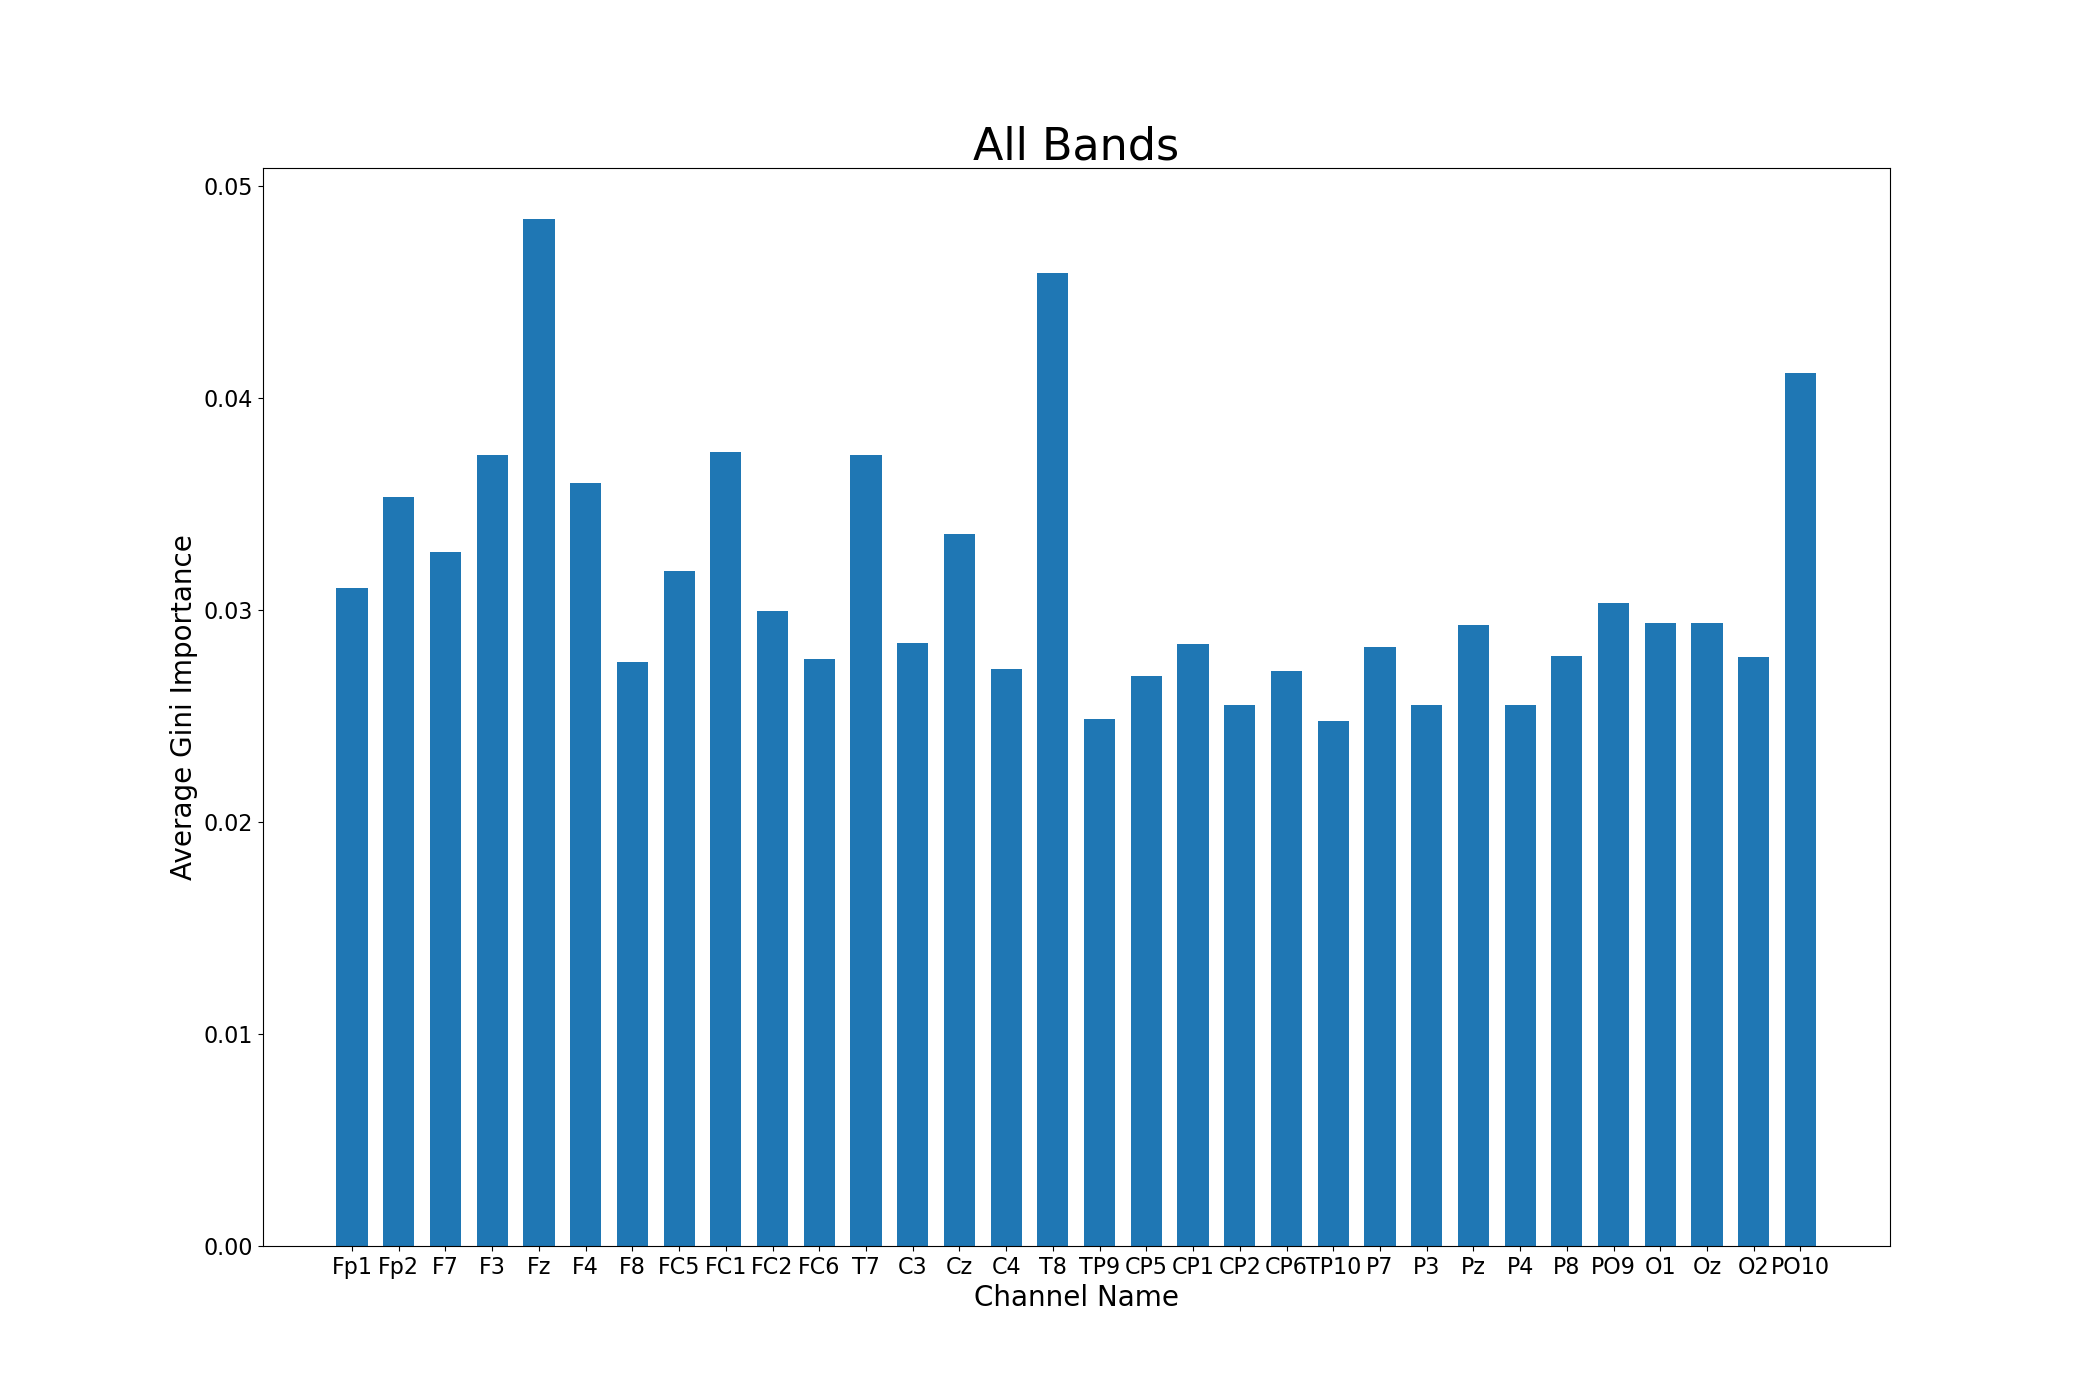 All Bands
0.05
0.04
0.03
0.02
0.01
0.00
Average Gini Importance
Fp1 Fp2 F7 F3 Fz F4 F8 FC5 FC1 FC2 FC6 T7 C3 Cz C4 T8 TP9 CP5 CP1 CP2 CP6 TP10 P7 P3 Pz P4 P8 PO9 O1 Oz O2 PO10
Channel Name